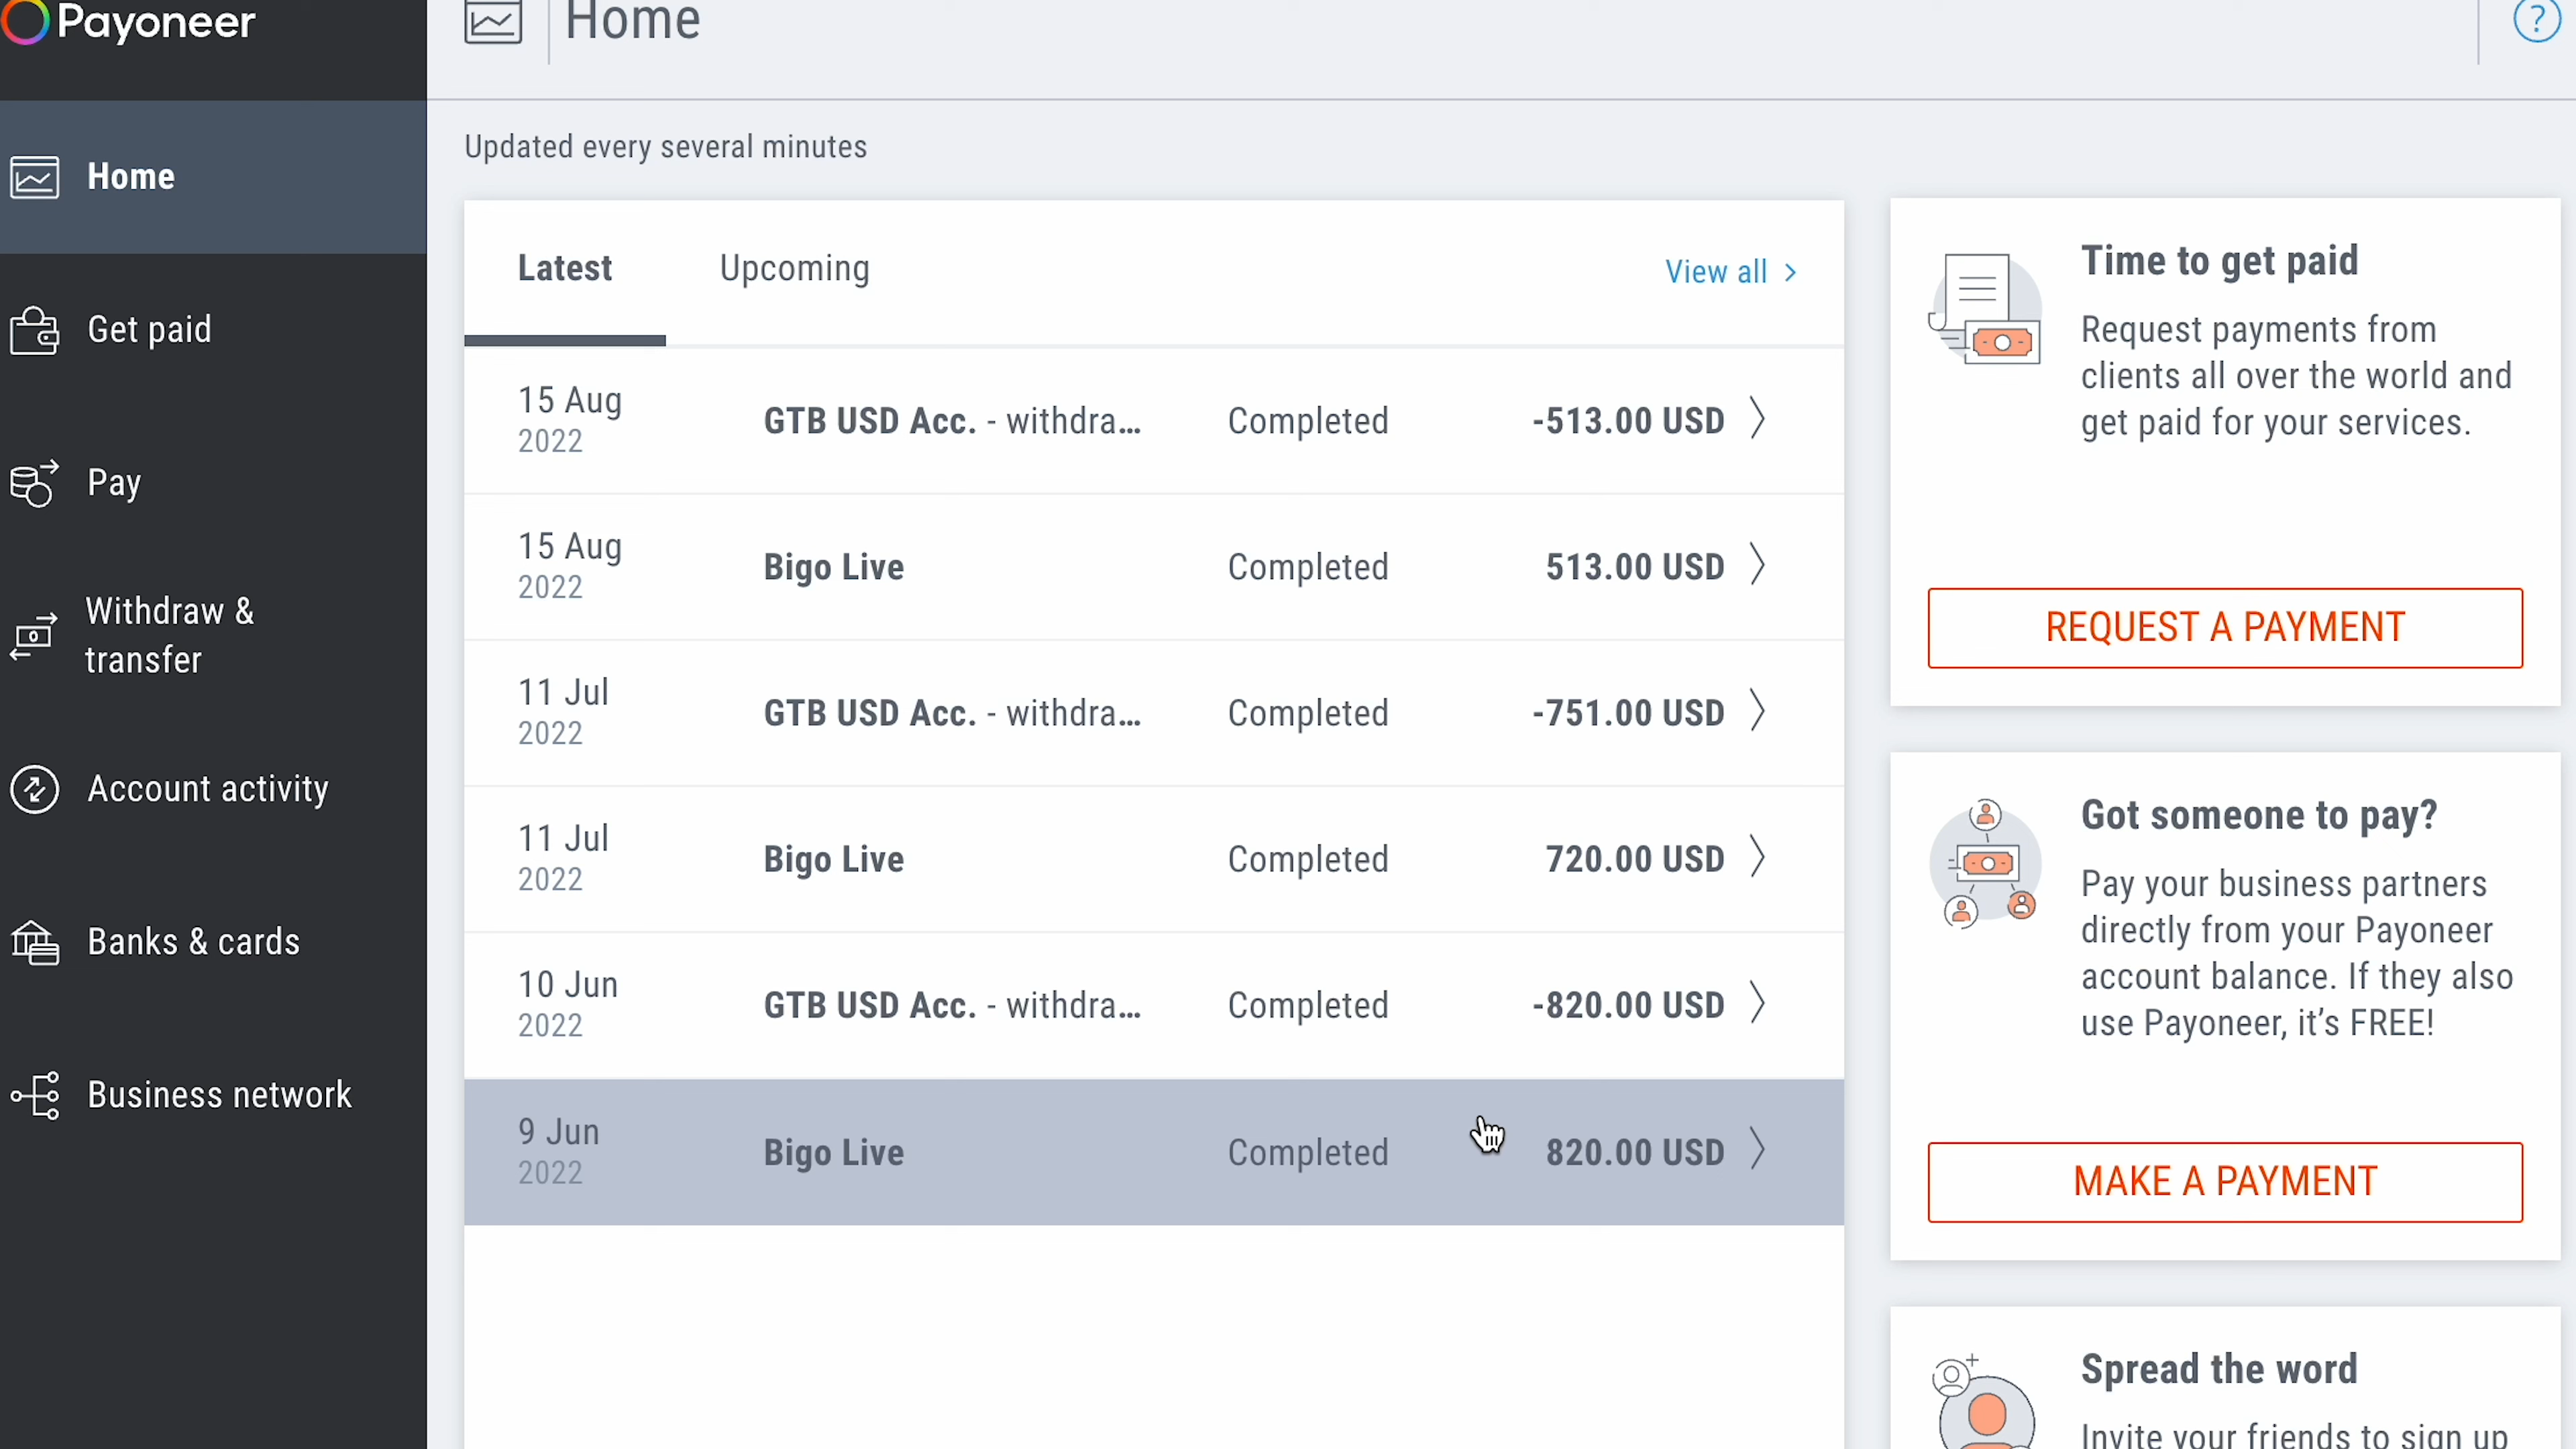 Payoneer
Home
?
Home
Get paid
Pay
Withdraw &
transfer
Account activity
Banks & cards
Business network
Updated every several minutes
Latest Upcoming View all >
15 Aug
2022
GTB USD Acc. - withdra... Completed -513.00 USD
15 Aug
2022
Bigo Live Completed 513.00 USD
11 Jul
2022
GTB USD Acc. - withdra... Completed -751.00 USD
11 Jul
2022
Bigo Live Completed 720.00 USD
10 Jun
2022
GTB USD Acc. - withdra... Completed -820.00 USD
9 Jun
2022
Bigo Live Completed 820.00 USD
Time to get paid
Request payments from
clients all over the world and
get paid for your services.
REQUEST A PAYMENT
Got someone to pay?
Pay your business partners
directly from your Payoneer
account balance. If they also
use Payoneer, it's FREE!
MAKE A PAYMENT
Spread the word
Invite your friends to sign up